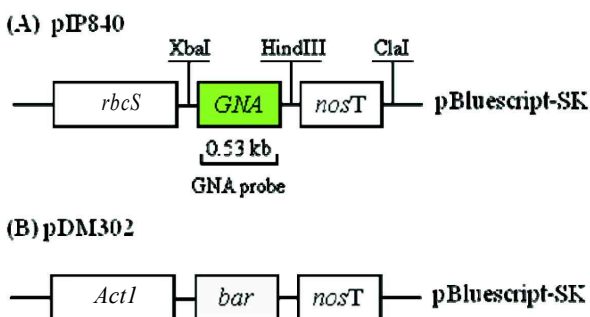 (A) pIP840
XbaI HindIII ClaI
rbcS GNA nosT pBluescript-SK
0.53 kb
GNA probe
(B) pDM302
Act1 bar nosT pBluescript-SK